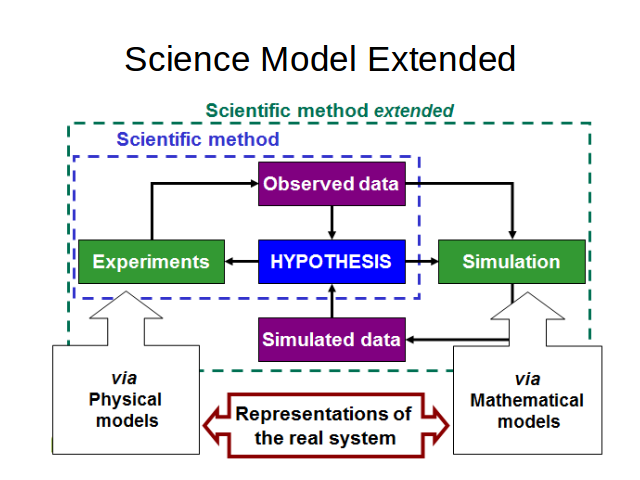 Science Model Extended
Scientific method extended
Scientific method
Observed data
Experiments
HYPOTHESIS
Simulation
Simulated data
via
Physical
models
Representations of
the real system
via
Mathematical
models